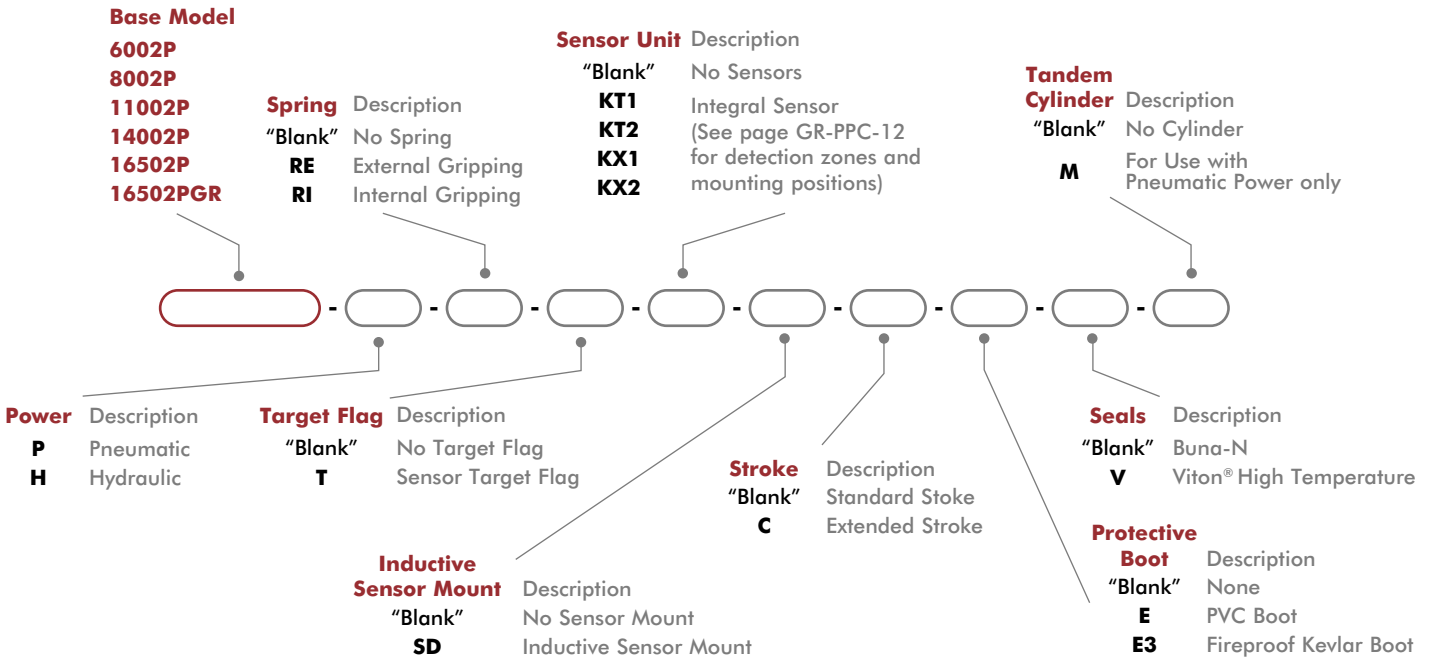 Base Model
6002P
8002P
11002P
14002P
16502P
16502PGR
Spring Description
“Blank” No Spring
RE External Gripping
RI Internal Gripping
Sensor Unit Description
“Blank” No Sensors
KT1 Integral Sensor
KT2 (See page GR-PPC-12
KX1 for detection zones and
KX2 mounting positions)
Tandem
Cylinder Description
“Blank” No Cylinder
M For Use with
Pneumatic Power only
- - - - - - - - -
Power Description
P Pneumatic
H Hydraulic
Target Flag Description
“Blank” No Target Flag
T Sensor Target Flag
Inductive
Sensor Mount Description
“Blank” No Sensor Mount
SD Inductive Sensor Mount
Stroke Description
“Blank” Standard Stoke
C Extended Stroke
Seals Description
“Blank” Buna-N
V Viton® High Temperature
Protective
Boot Description
“Blank” None
E PVC Boot
E3 Fireproof Kevlar Boot